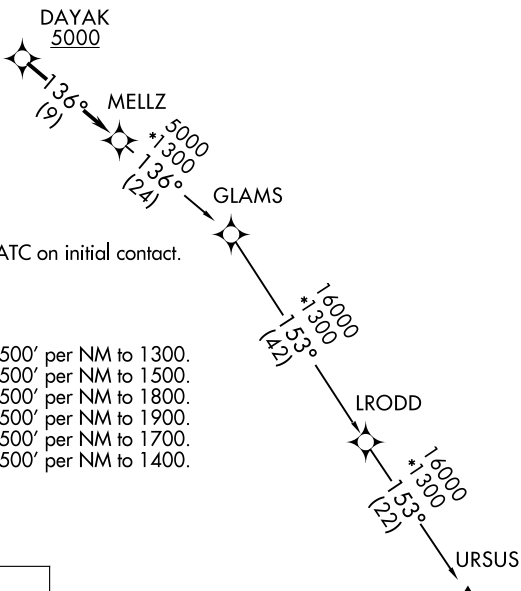 DAYAK
5000
136°
(9)
MELLZ
5000
*1300
136°
(24)
GLAMS
ATC on initial contact.
16000
*1300
153°
(42)
500' per NM to 1300.
500' per NM to 1500.
500' per NM to 1800.
500' per NM to 1900.
500' per NM to 1700.
500' per NM to 1400.
LRODD
16000
*1300
153°
(22)
URSUS